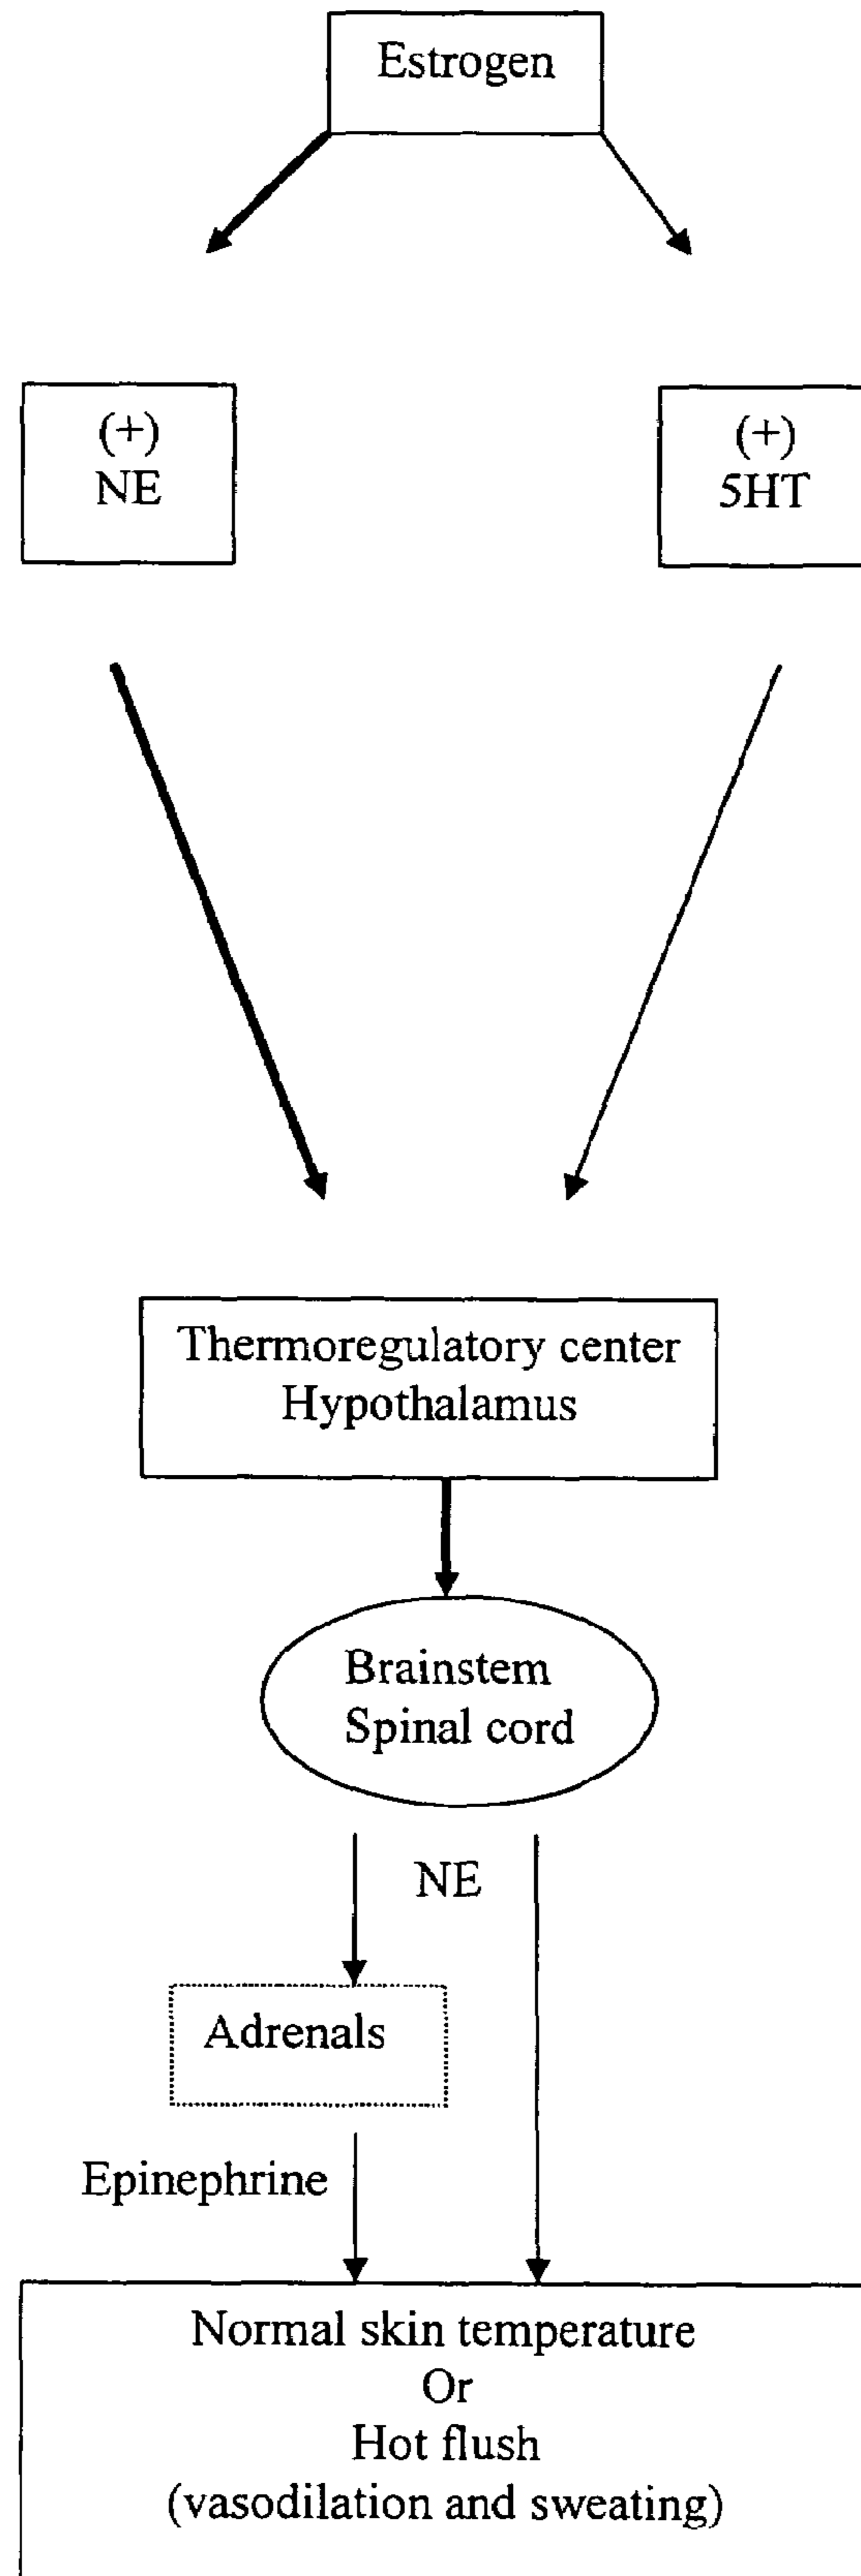 Estrogen
(+)
NE
(+)
5HT
Thermoregulatory center
Hypothalamus
Brainstem
Spinal cord
NE
Adrenals
Epinephrine
Normal skin temperature
Or
Hot flush
(vasodilation and sweating)